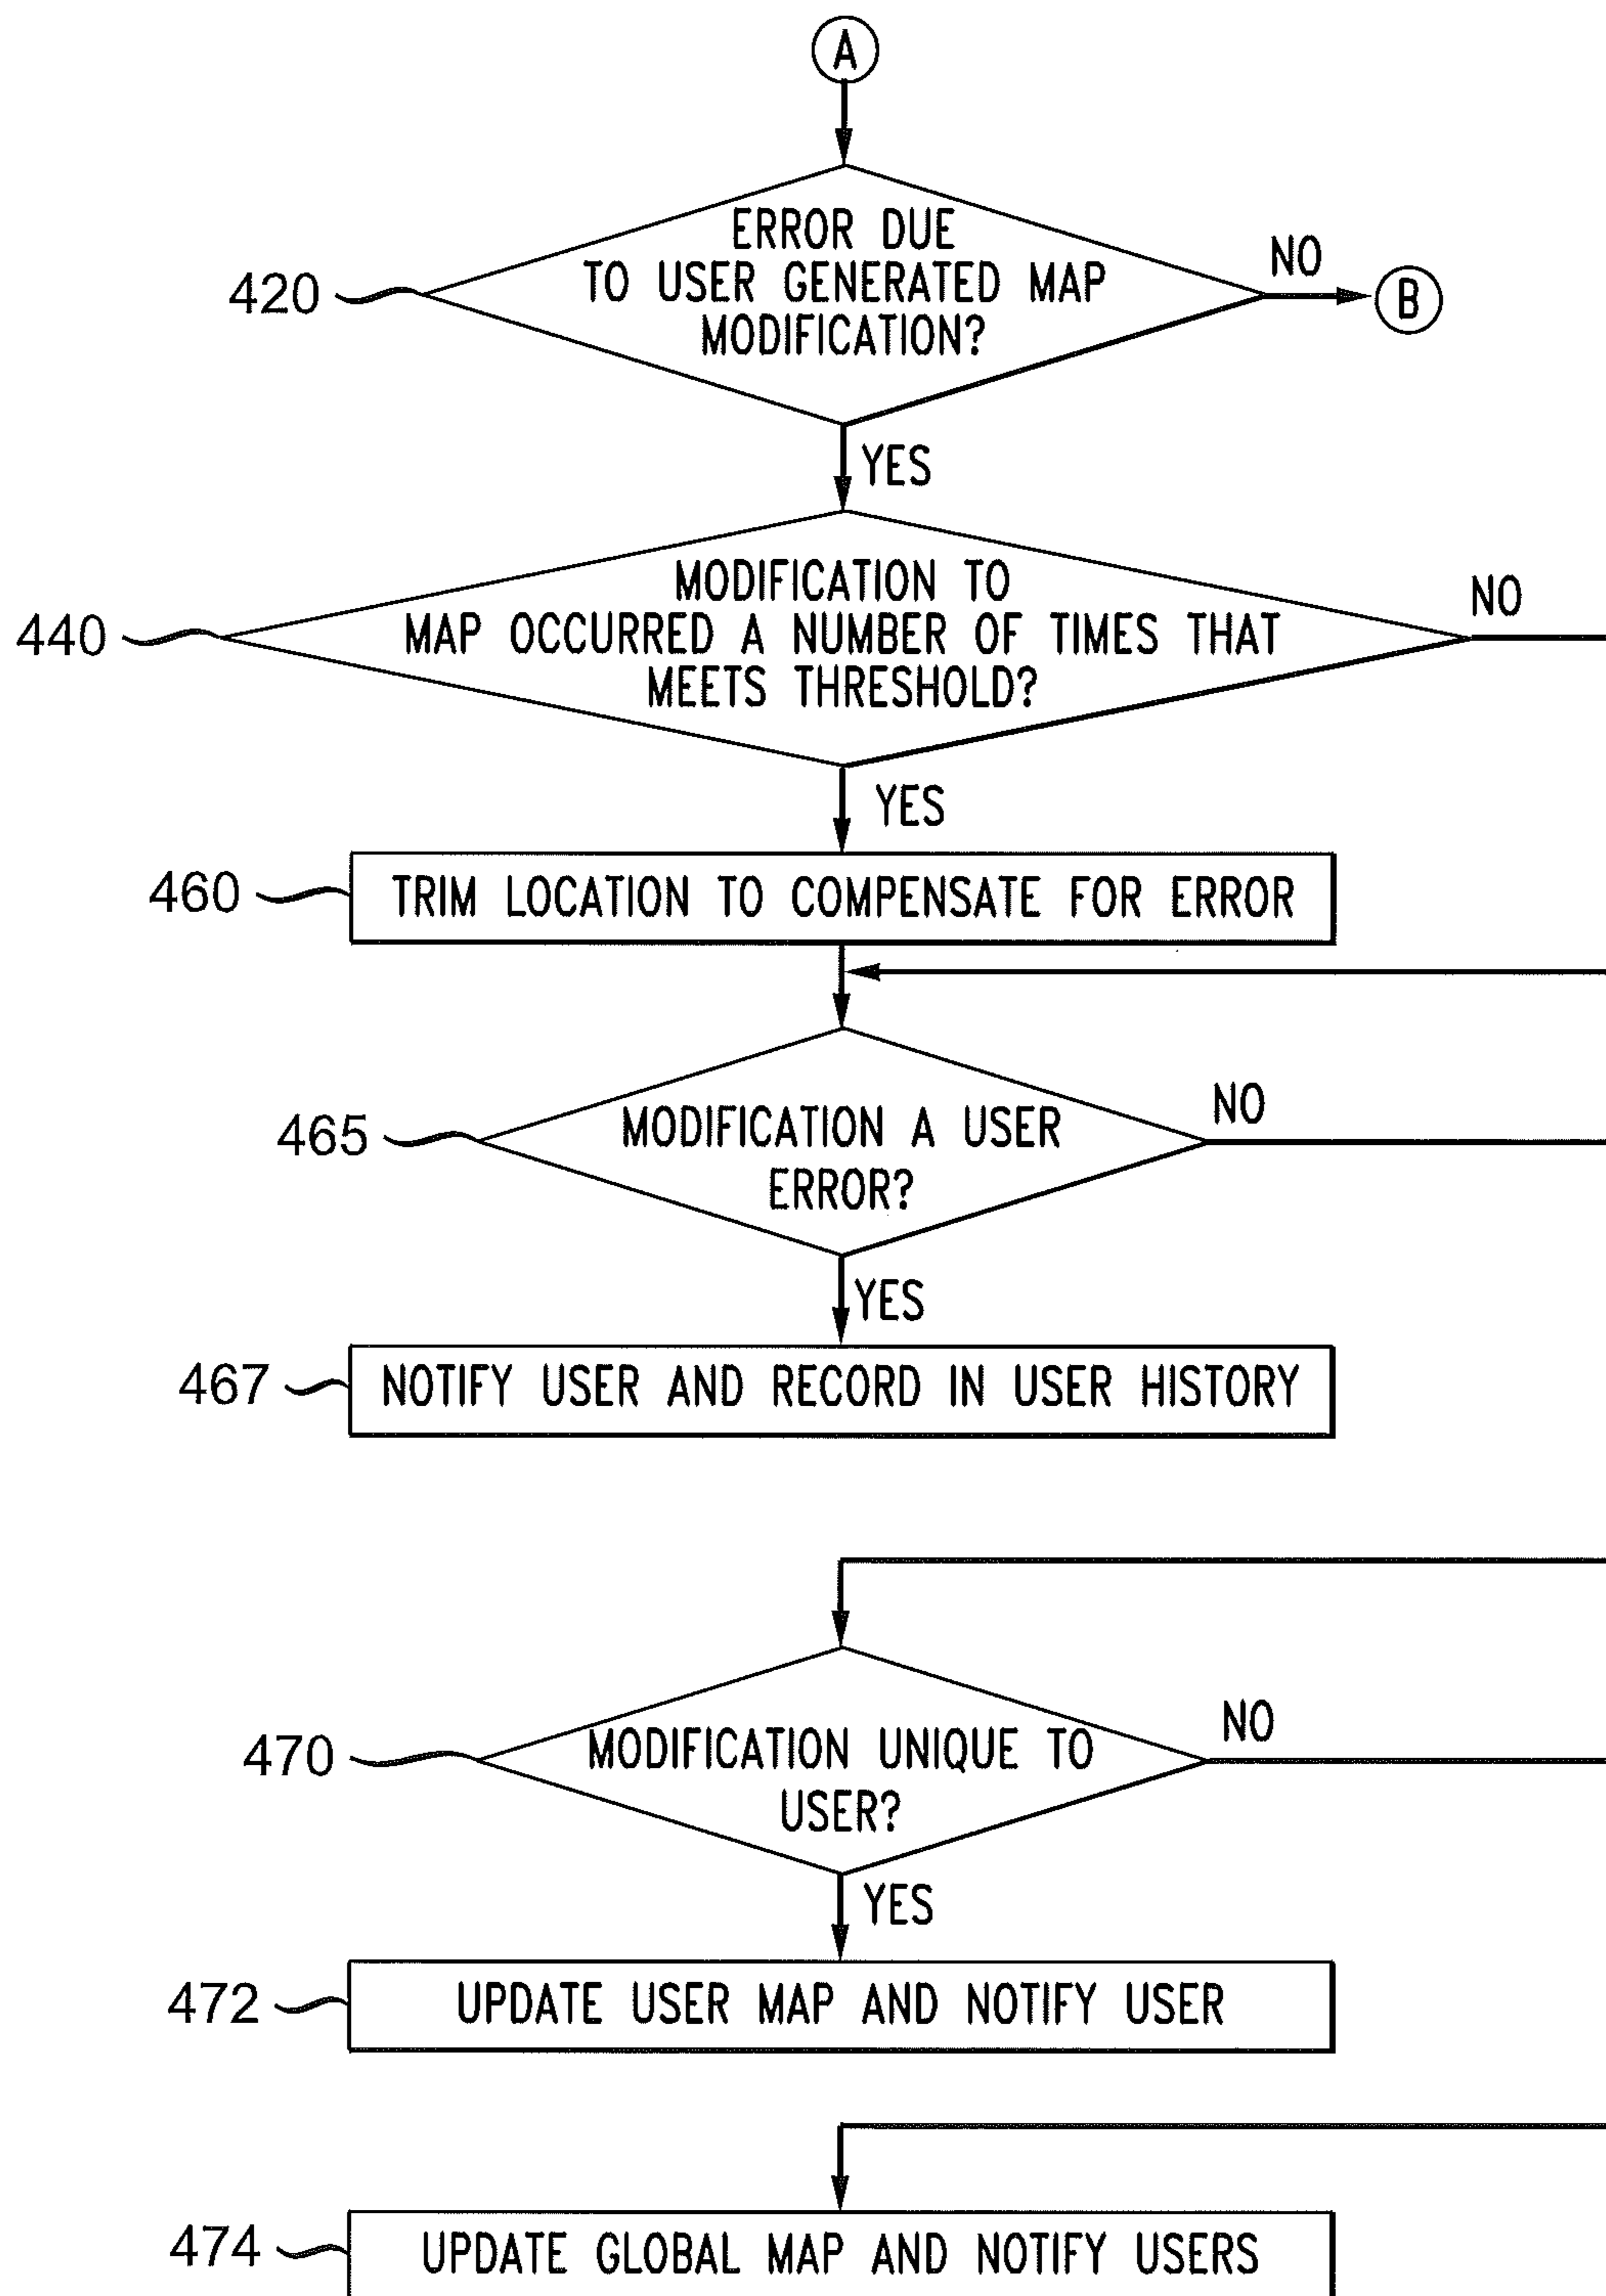 A
ERROR DUE
TO USER GENERATED MAP
MODIFICATION?
420
NO
B
YES
MODIFICATION TO
MAP OCCURRED A NUMBER OF TIMES THAT
MEETS THRESHOLD?
440
NO
YES
460
TRIM LOCATION TO COMPENSATE FOR ERROR
465
MODIFICATION A USER
ERROR?
NO
YES
467
NOTIFY USER AND RECORD IN USER HISTORY
470
MODIFICATION UNIQUE TO
USER?
NO
YES
472
UPDATE USER MAP AND NOTIFY USER
474
UPDATE GLOBAL MAP AND NOTIFY USERS